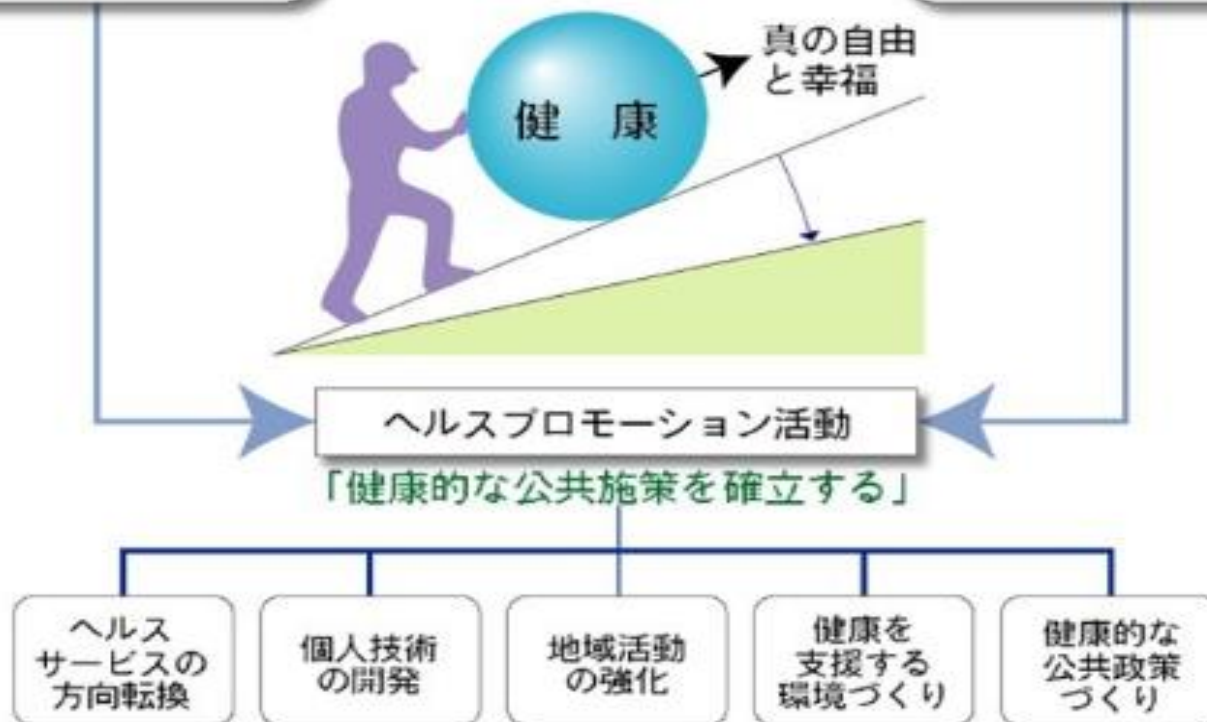 真の自由
と幸福
健 康
ヘルスプロモーション活動
「健康的な公共施策を確立する」
ヘルス
サービスの
方向転換
個人技術
の開発
地域活動
の強化
健康を
支援する
環境づくり
健康的な
公共政策
づくり